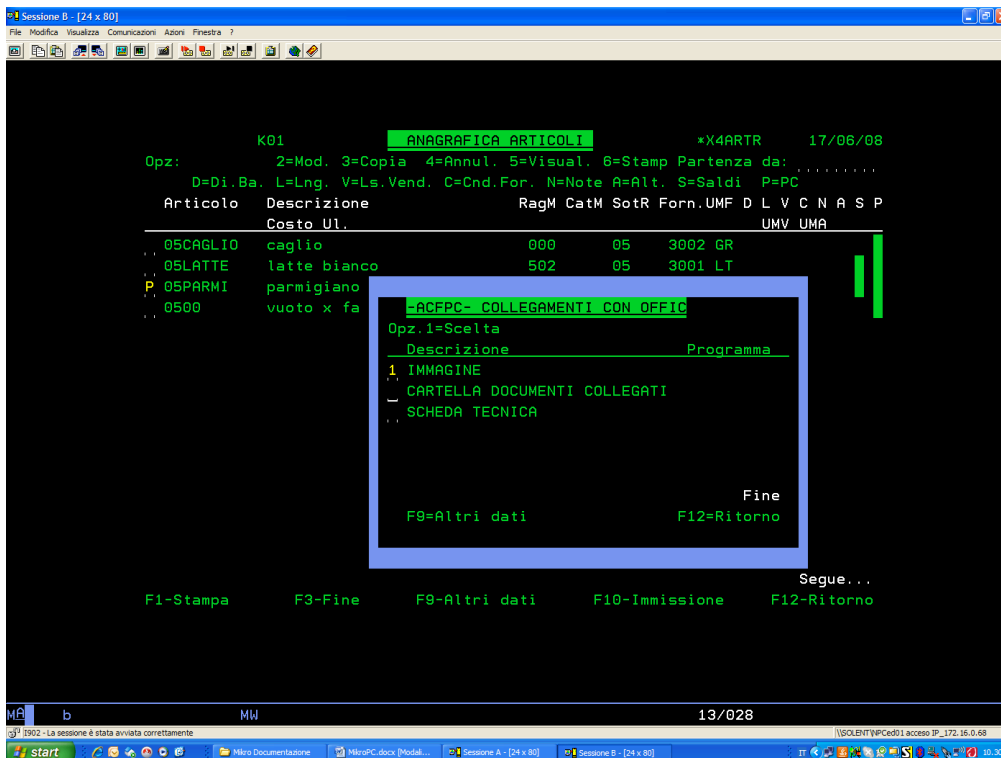 Sessione B - [24 x 80]
File Modifica Visualizza Comunicazioni Azioni Finestra ?
K01 ANAGRAFICA ARTICOLI *X4ARTR 17/06/08
Opz: 2=Mod. 3=Copia 4=Annul. 5=Visual. 6=Stamp Partenza da:
D=Di.Ba. L=Lng. V=Ls.Vend. C=Cnd.For. N=Note A=Alt. S=Saldi P=PC
Articolo Descrizione RagM CatM SotR Forn.UMF D L V C N A S P
Costo Ul. UMV UMA
05CAGLIO caglio 000 05 3002 GR
05LATTE latte bianco 502 05 3001 LT
P 05PARMI parmigiano
0500 vuoto x fa
-ACFPC- COLLEGAMENTI CON OFFIC
Opz.1=Scelta
Descrizione Programma
1 IMMAGINE
CARTELLA DOCUMENTI COLLEGATI
SCHEDA TECNICA
Fine
F9=Altri dati F12=Ritorno
Segue...
F1-Stampa F3-Fine F9-Altri dati F10-Immissione F12-Ritorno
MA b MW 13/028
I902 - La sessione è stata avviata correttamente \\SOLENT\NPCed01 acceso IP_172.16.0.68
start Mikro Documentazione MikroPC.docx [Modali... Sessione A - [24 x 80] Sessione B - [24 x 80] IT 10.30